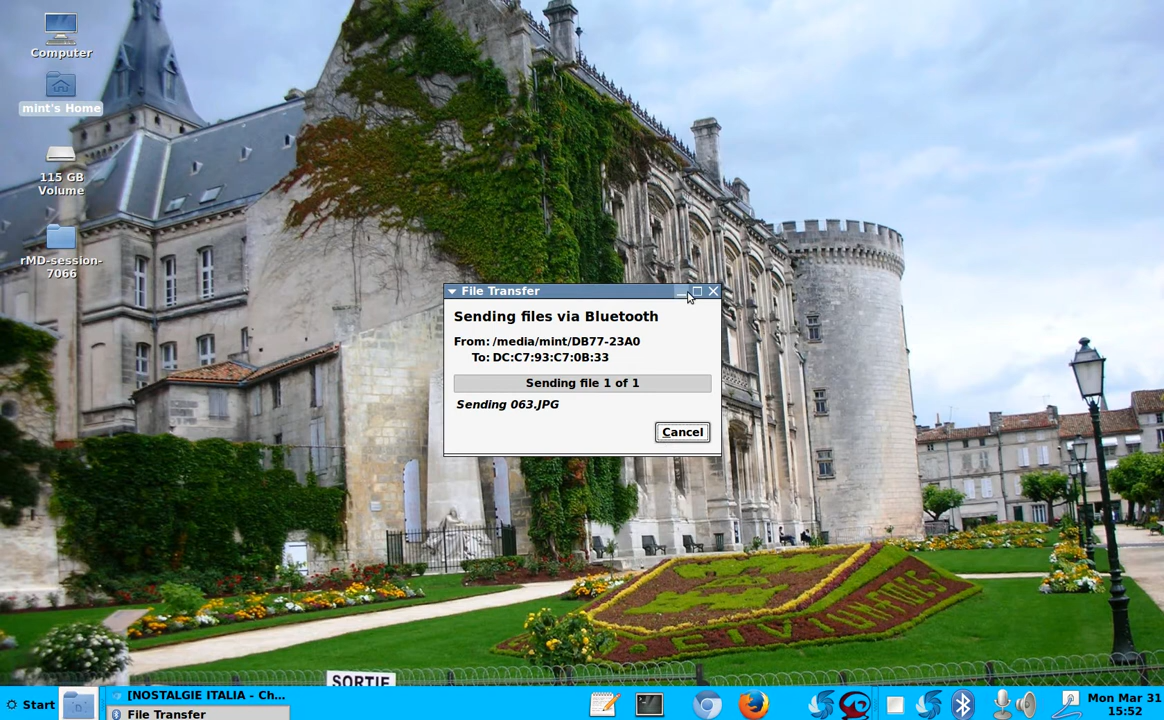 Computer
mint's Home
115 GB
Volume
rMD-session-
7066
File Transfer
Sending files via Bluetooth
From: /media/mint/DB77-23A0
To: DC:C7:93:C7:0B:33
Sending file 1 of 1
Sending 063.JPG
Cancel
SORTIE
Start
[NOSTALGIE ITALIA - Ch...
File Transfer
Mon Mar 31
15:52